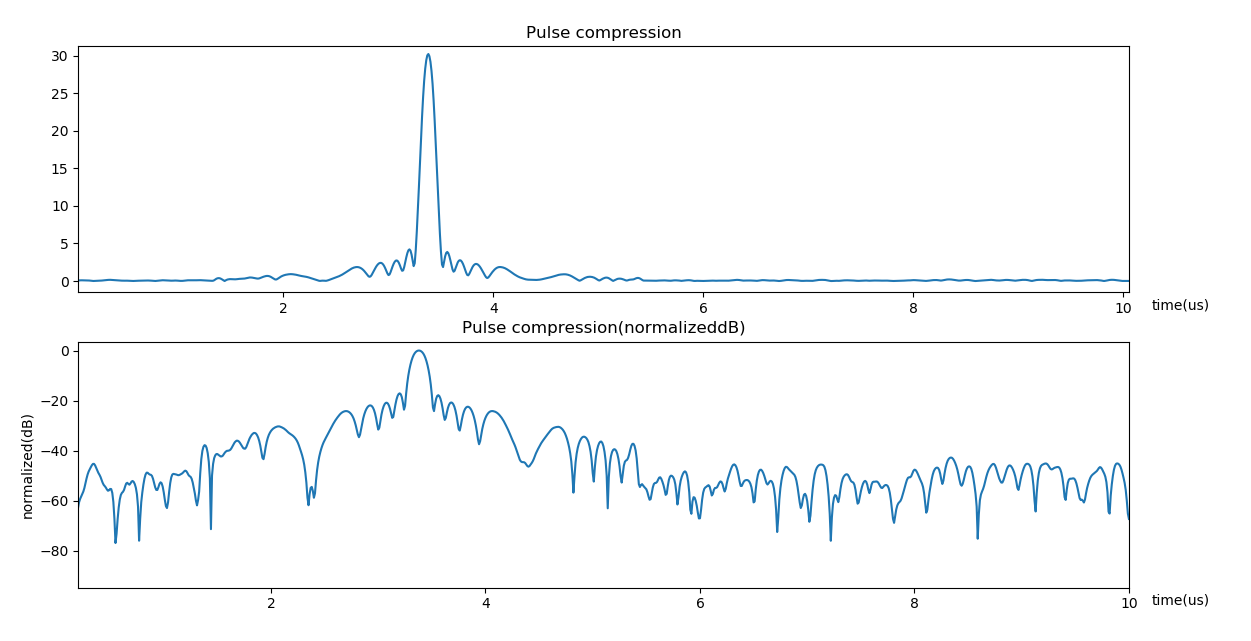 Pulse compression
30
25
20
15
10
5
0
2 4 6 8 10 time(us)
Pulse compression(normalizeddB)
normalized(dB)
0
−20
−40
−60
−80
2 4 6 8 10 time(us)